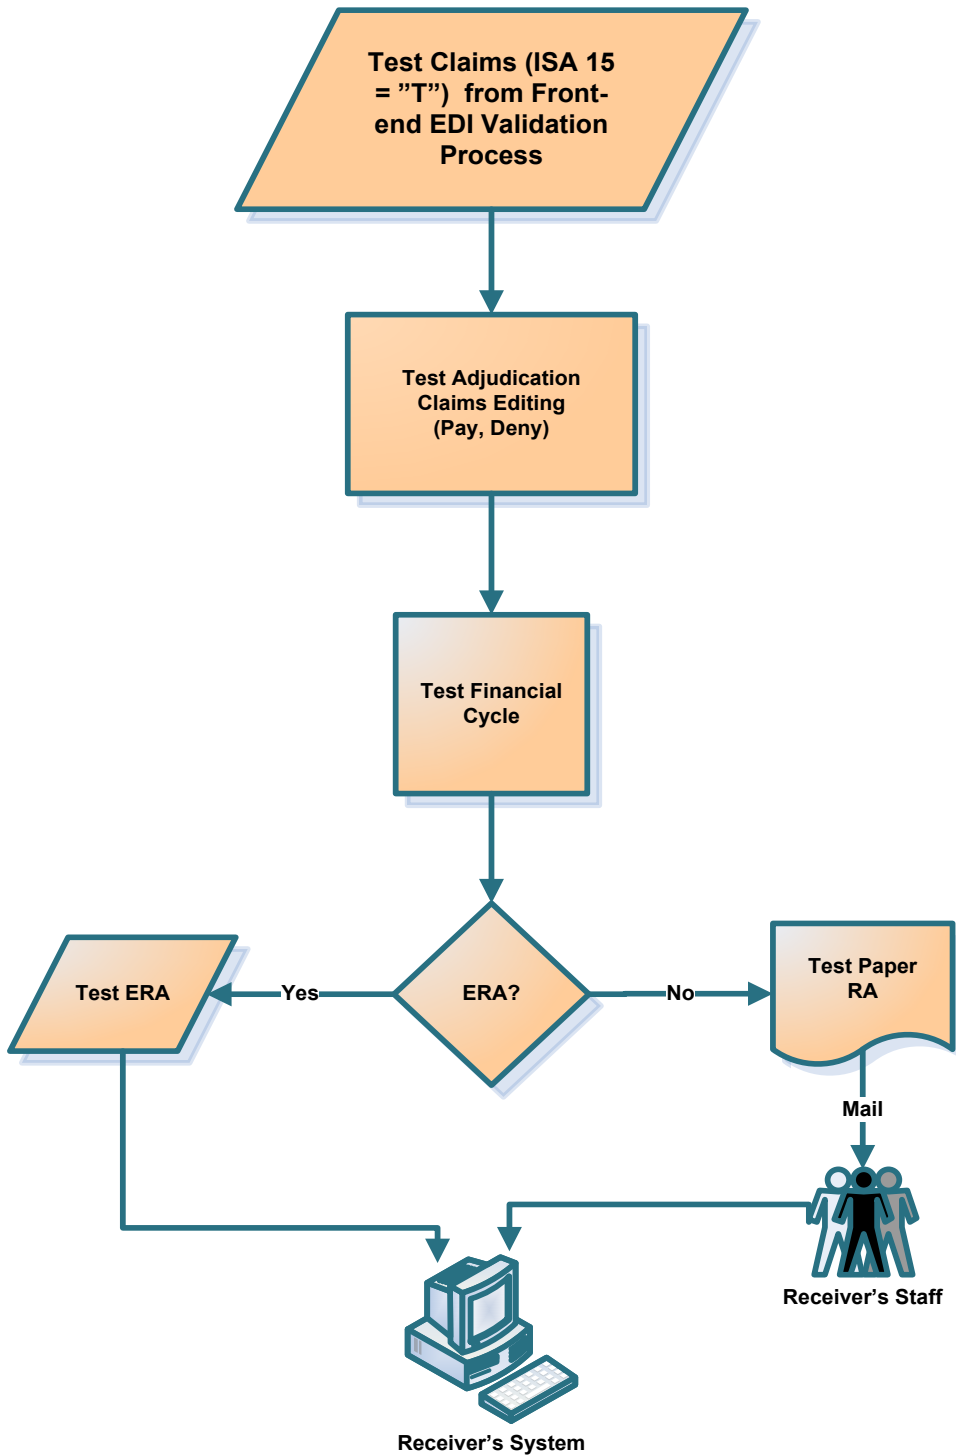 Test Claims (ISA 15
= ”T”) from Front-
end EDI Validation
Process
Test Adjudication
Claims Editing
(Pay, Deny)
Test Financial
Cycle
Test ERA
Yes
ERA?
No
Test Paper
RA
Mail
Receiver’s Staff
Receiver’s System